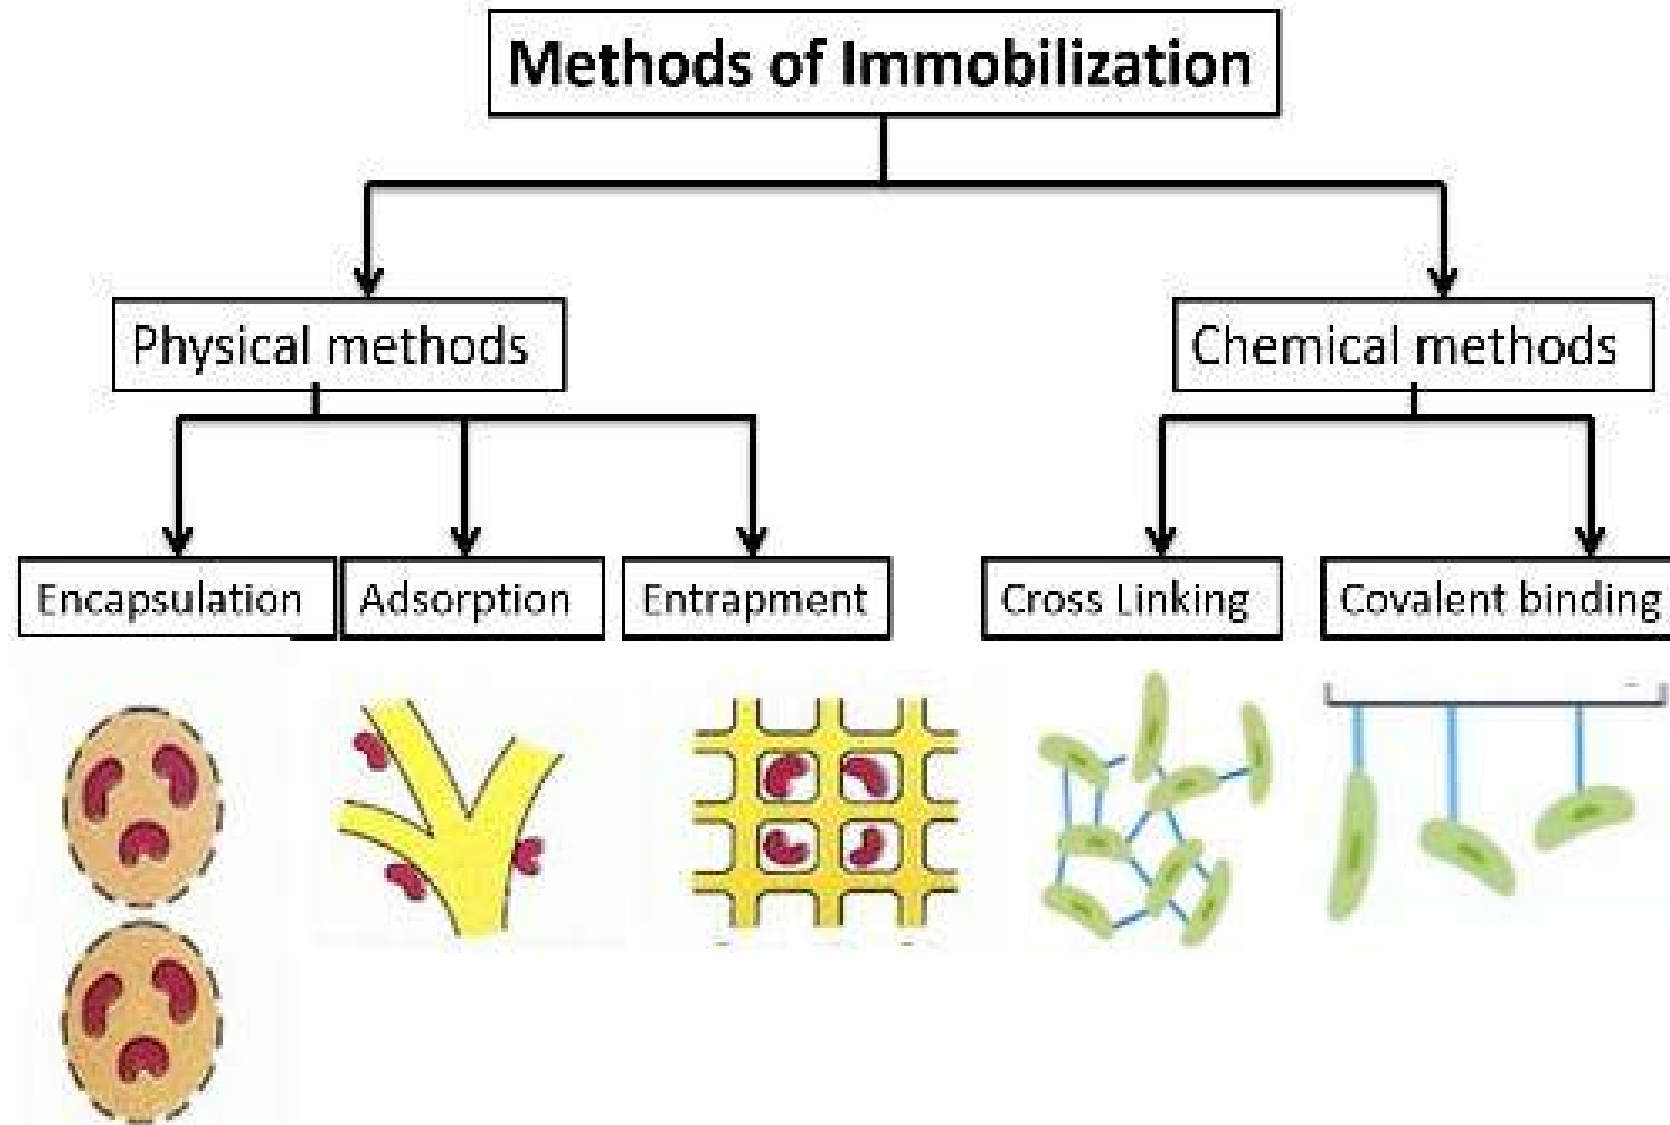 Methods of Immobilization
Physical methods
Chemical methods
Encapsulation
Adsorption
Entrapment
Cross Linking
Covalent binding